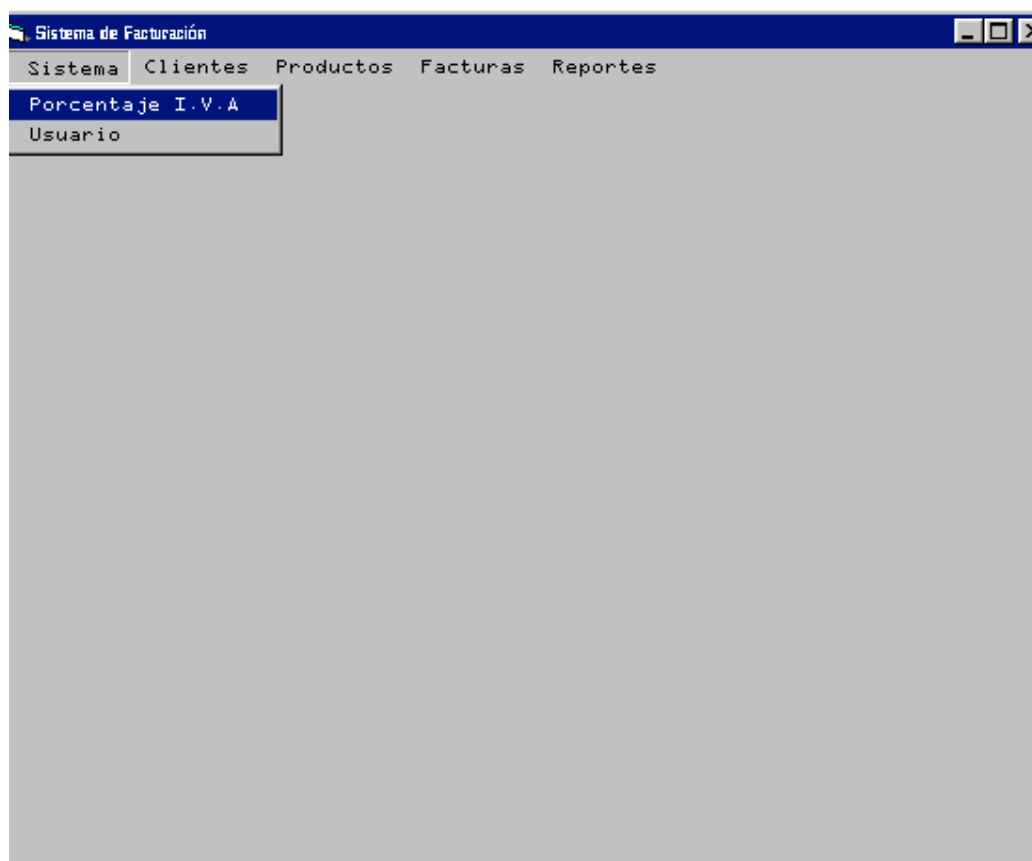 Sistema de Facturación
Sistema Clientes Productos Facturas Reportes
Porcentaje I.V.A
Usuario